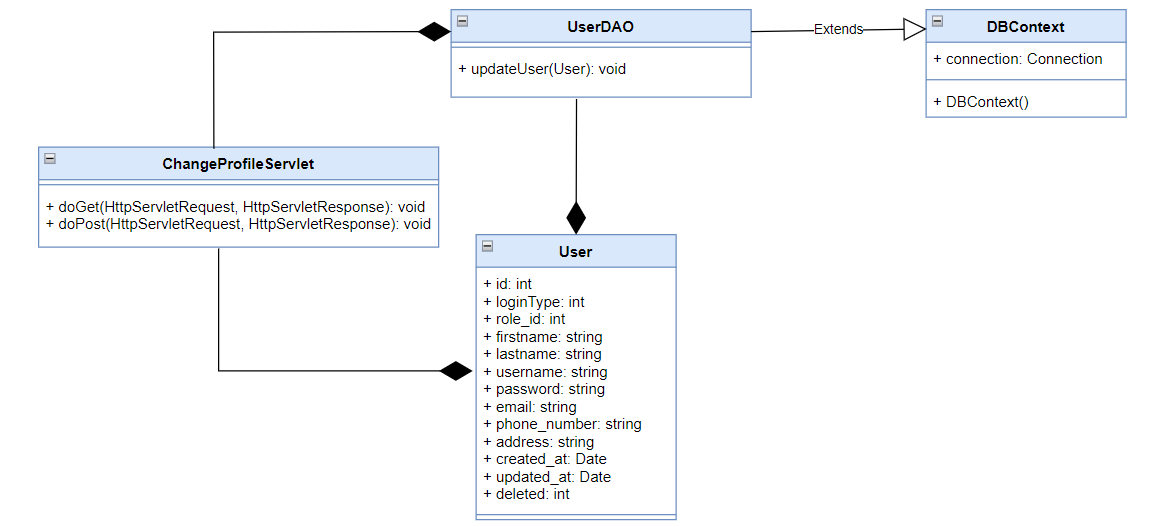 UserDAO
+ updateUser(User): void
Extends
DBContext
+ connection: Connection
+ DBContext()
ChangeProfileServlet
+ doGet(HttpServletRequest, HttpServletResponse): void
+ doPost(HttpServletRequest, HttpServletResponse): void
User
+ id: int
+ loginType: int
+ role_id: int
+ firstname: string
+ lastname: string
+ username: string
+ password: string
+ email: string
+ phone_number: string
+ address: string
+ created_at: Date
+ updated_at: Date
+ deleted: int